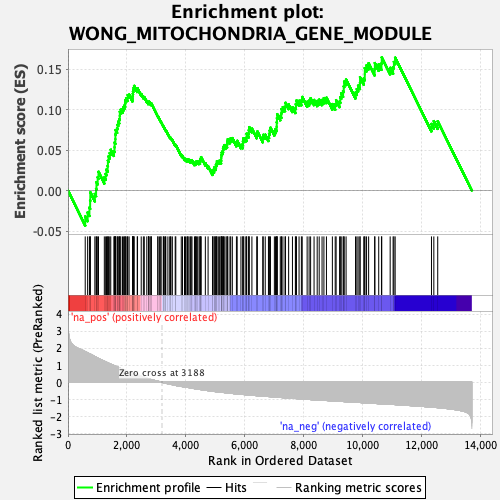 Enrichment plot:
WONG_MITOCHONDRIA_GENE_MODULE
Enrichment score (ES)
0.15
0.10
0.05
0.00
-0.05
Ranked list metric (PreRanked)
4
3
2
1
0
-1
-2
-3
'na_pos' (positively correlated)
Zero cross at 3188
'na_neg' (negatively correlated)
0
2,000
4,000
6,000
8,000
10,000
12,000
14,000
Rank in Ordered Dataset
Enrichment profile
Hits
Ranking metric scores